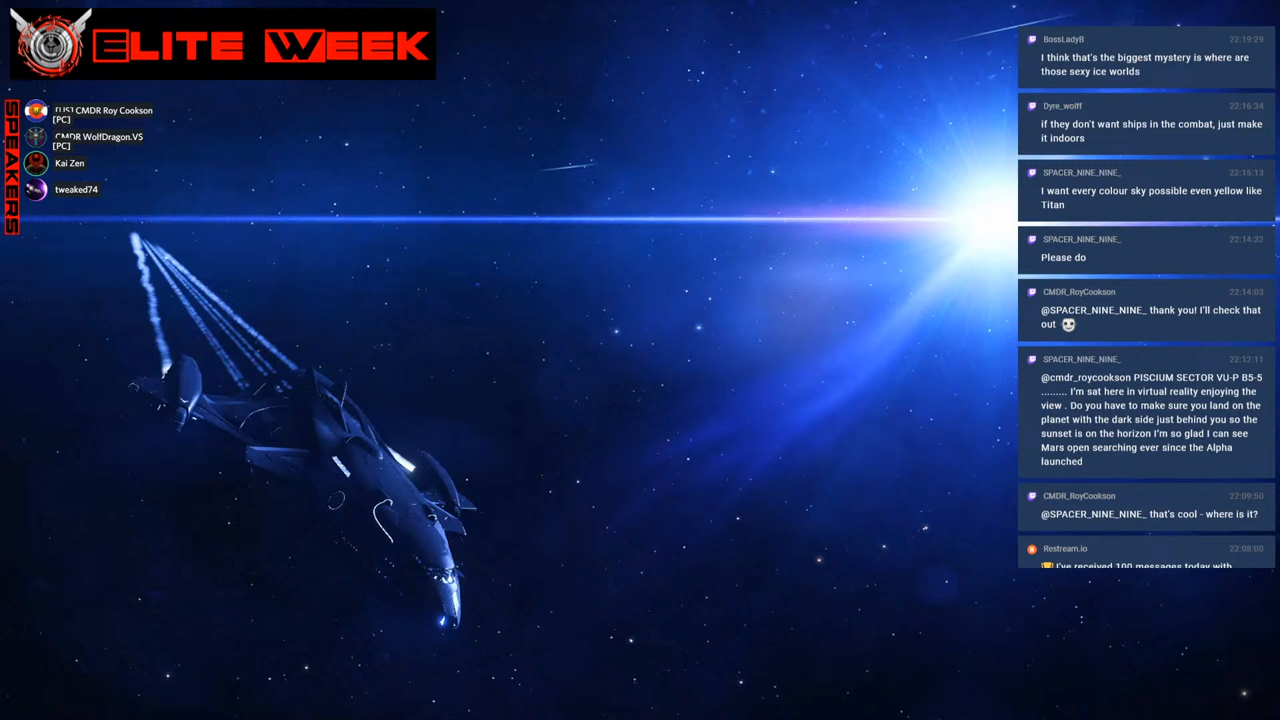 ELITE WEEK
SPEAKERS
[US] CMDR Roy Cookson
[PC]
CMDR WolfDragon.VS
[PC]
Kai Zen
tweaked74
BossLadyB 22:19:29
I think that's the biggest mystery is where are
those sexy ice worlds
Dyre_wolff 22:16:34
if they don't want ships in the combat, just make
it indoors
SPACER_NINE_NINE_ 22:15:13
I want every colour sky possible even yellow like
Titan
SPACER_NINE_NINE_ 22:14:32
Please do
CMDR_RoyCookson 22:14:03
@SPACER_NINE_NINE_ thank you! I'll check that
out
SPACER_NINE_NINE_ 22:12:11
@cmdr_roycookson PISCIUM SECTOR VU-P B5-5
......... I'm sat here in virtual reality enjoying the
view . Do you have to make sure you land on the
planet with the dark side just behind you so the
sunset is on the horizon I'm so glad I can see
Mars open searching ever since the Alpha
launched
CMDR_RoyCookson 22:09:50
@SPACER_NINE_NINE_ that's cool - where is it?
Restream.io 22:08:00
I've received 100 messages today with